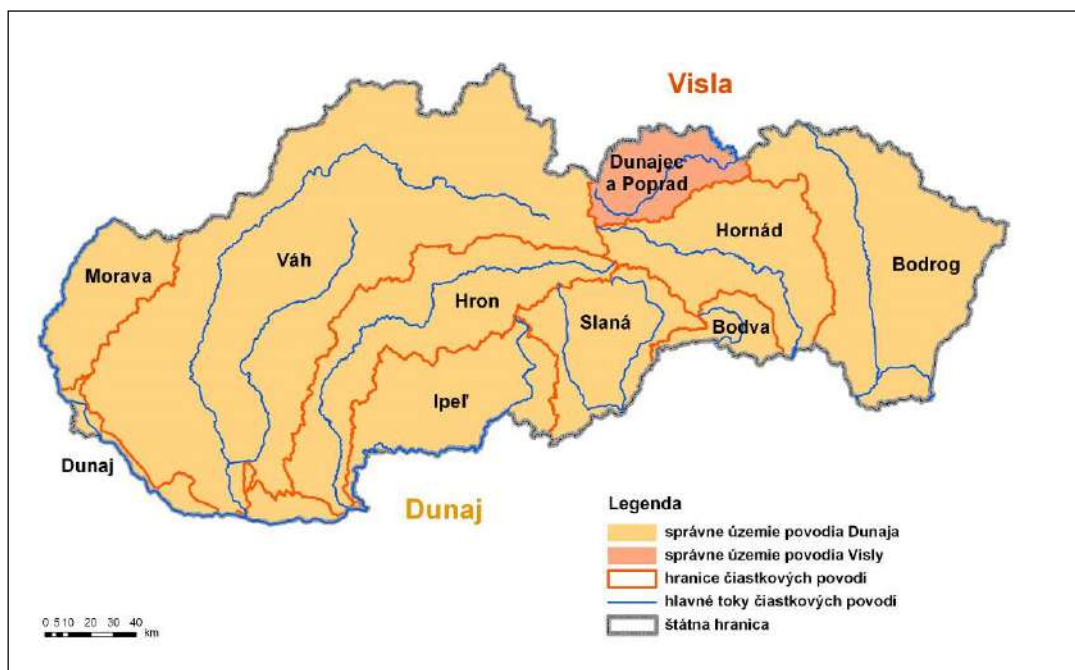 Visla
Dunajec
a Poprad
Hornád
Morava
Váh
Bodrog
Hron
Slaná
Bodva
Ipeľ
Dunaj
Dunaj
Legenda
správne územie povodia Dunaja
správne územie povodia Visly
hranice čiastkových povodí
hlavné toky čiastkových povodí
štátna hranica
0 5 10 20 30 40
km